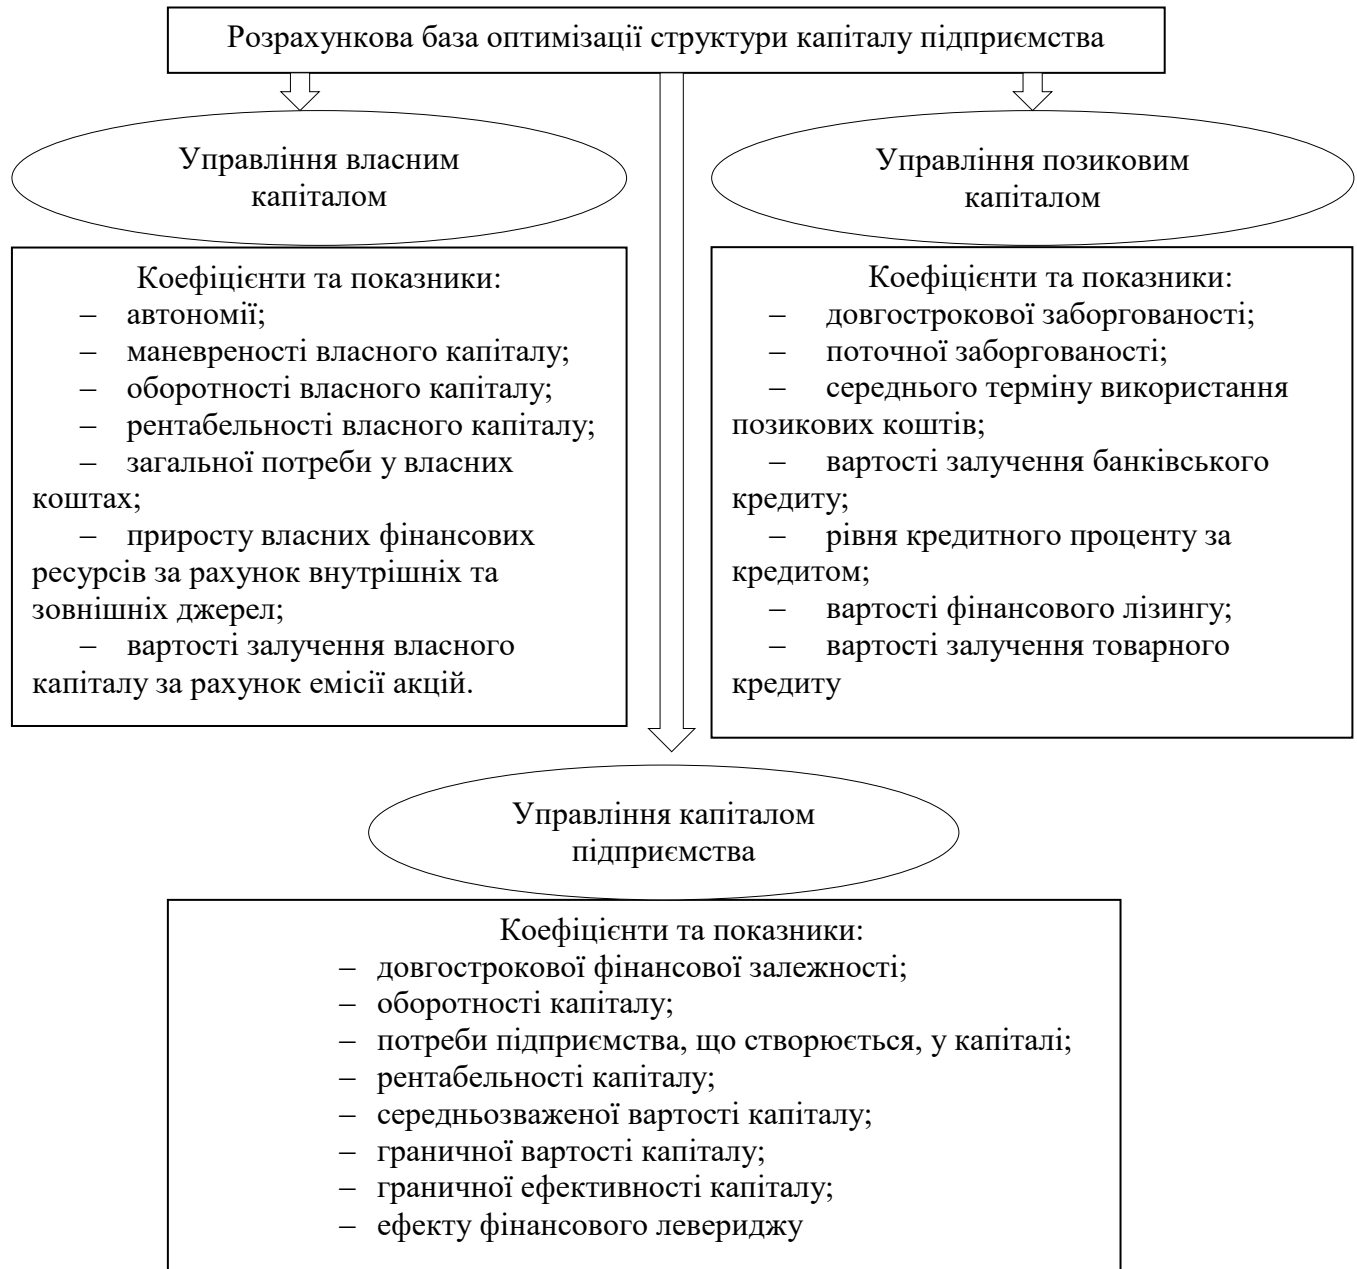 Розрахункова база оптимізації структури капіталу підприємства
Управління власним
капіталом
Коефіцієнти та показники:
– автономії;
– маневреності власного капіталу;
– оборотності власного капіталу;
– рентабельності власного капіталу;
– загальної потреби у власних
коштах;
– приросту власних фінансових
ресурсів за рахунок внутрішніх та
зовнішніх джерел;
– вартості залучення власного
капіталу за рахунок емісії акцій.
Управління позиковим
капіталом
Коефіцієнти та показники:
– довгострокової заборгованості;
– поточної заборгованості;
– середнього терміну використання
позикових коштів;
– вартості залучення банківського
кредиту;
– рівня кредитного проценту за
кредитом;
– вартості фінансового лізингу;
– вартості залучення товарного
кредиту
Управління капіталом
підприємства
Коефіцієнти та показники:
– довгострокової фінансової залежності;
– оборотності капіталу;
– потреби підприємства, що створюється, у капіталі;
– рентабельності капіталу;
– середньозваженої вартості капіталу;
– граничної вартості капіталу;
– граничної ефективності капіталу;
– ефекту фінансового левериджу